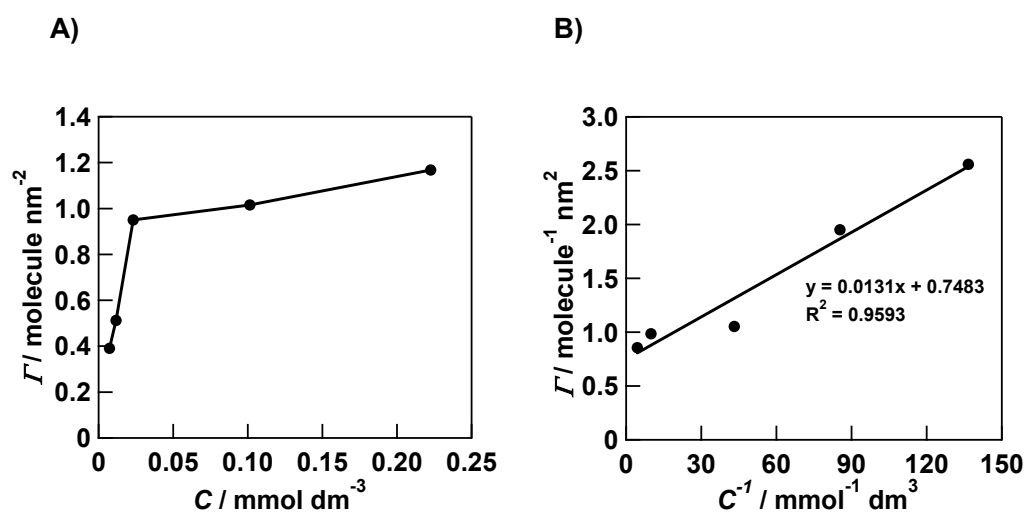 A)
1.4
1.2
1.0
0.8
0.6
0.4
0.2
0
0 0.05 0.10 0.15 0.20 0.25
Γ / molecule nm⁻²
C / mmol dm⁻³
B)
3.0
2.5
2.0
1.5
1.0
0.5
0
0 30 60 90 120 150
Γ / molecule⁻¹ nm²
C⁻¹ / mmol⁻¹ dm³
y = 0.0131x + 0.7483
R² = 0.9593